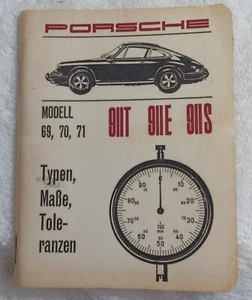 PORSCHE
MODELL
69, 70, 71
911T 911E 911S
Typen,
Maße,
Tole-
ranzen